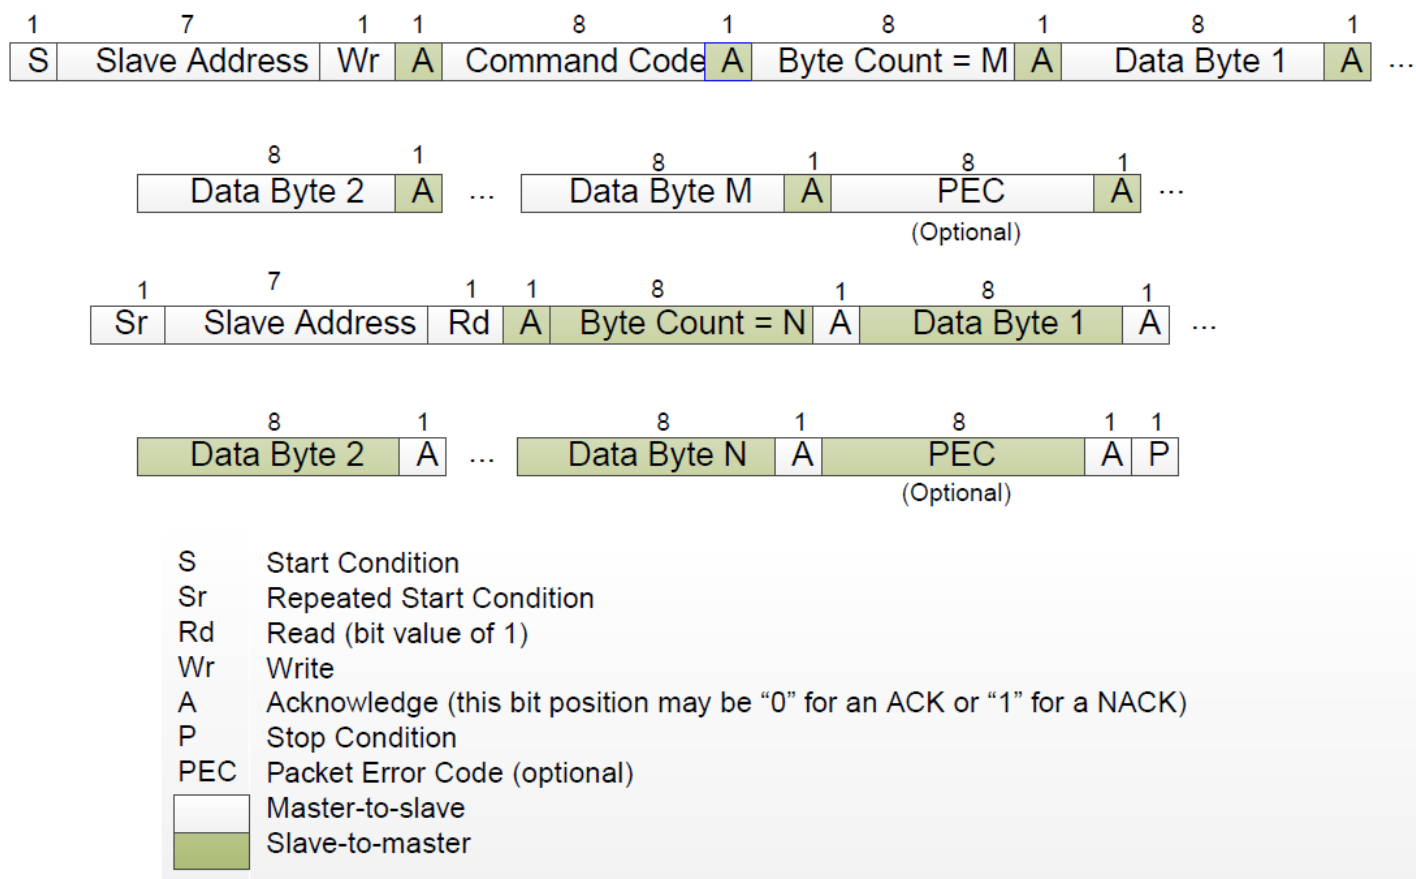 1 7 1 1 8 1 8 1 8 1
S Slave Address Wr A Command Code A Byte Count = M A Data Byte 1 A ...
8 1 8 1 8 1
Data Byte 2 A ... Data Byte M A PEC A ...
(Optional)
1 7 1 1 8 1 8 1
Sr Slave Address Rd A Byte Count = N A Data Byte 1 A ...
8 1 8 1 8 1 1
Data Byte 2 A ... Data Byte N A PEC A P
(Optional)
S Start Condition
Sr Repeated Start Condition
Rd Read (bit value of 1)
Wr Write
A Acknowledge (this bit position may be “0” for an ACK or “1” for a NACK)
P Stop Condition
PEC Packet Error Code (optional)
Master-to-slave
Slave-to-master